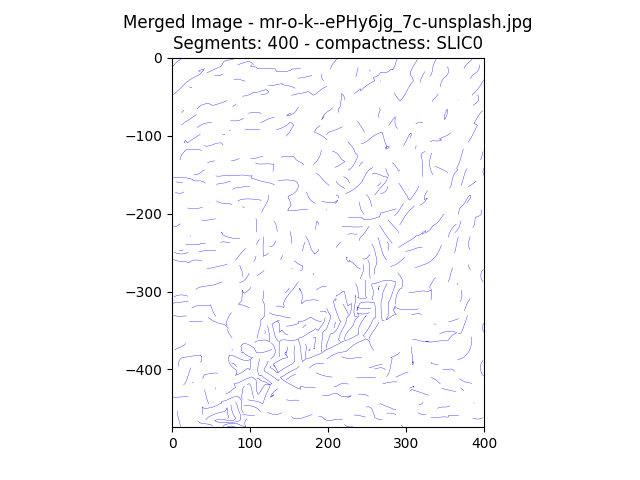 Merged Image - mr-o-k--ePHy6jg_7c-unsplash.jpg
Segments: 400 - compactness: SLIC0
0
−100
−200
−300
−400
0 100 200 300 400